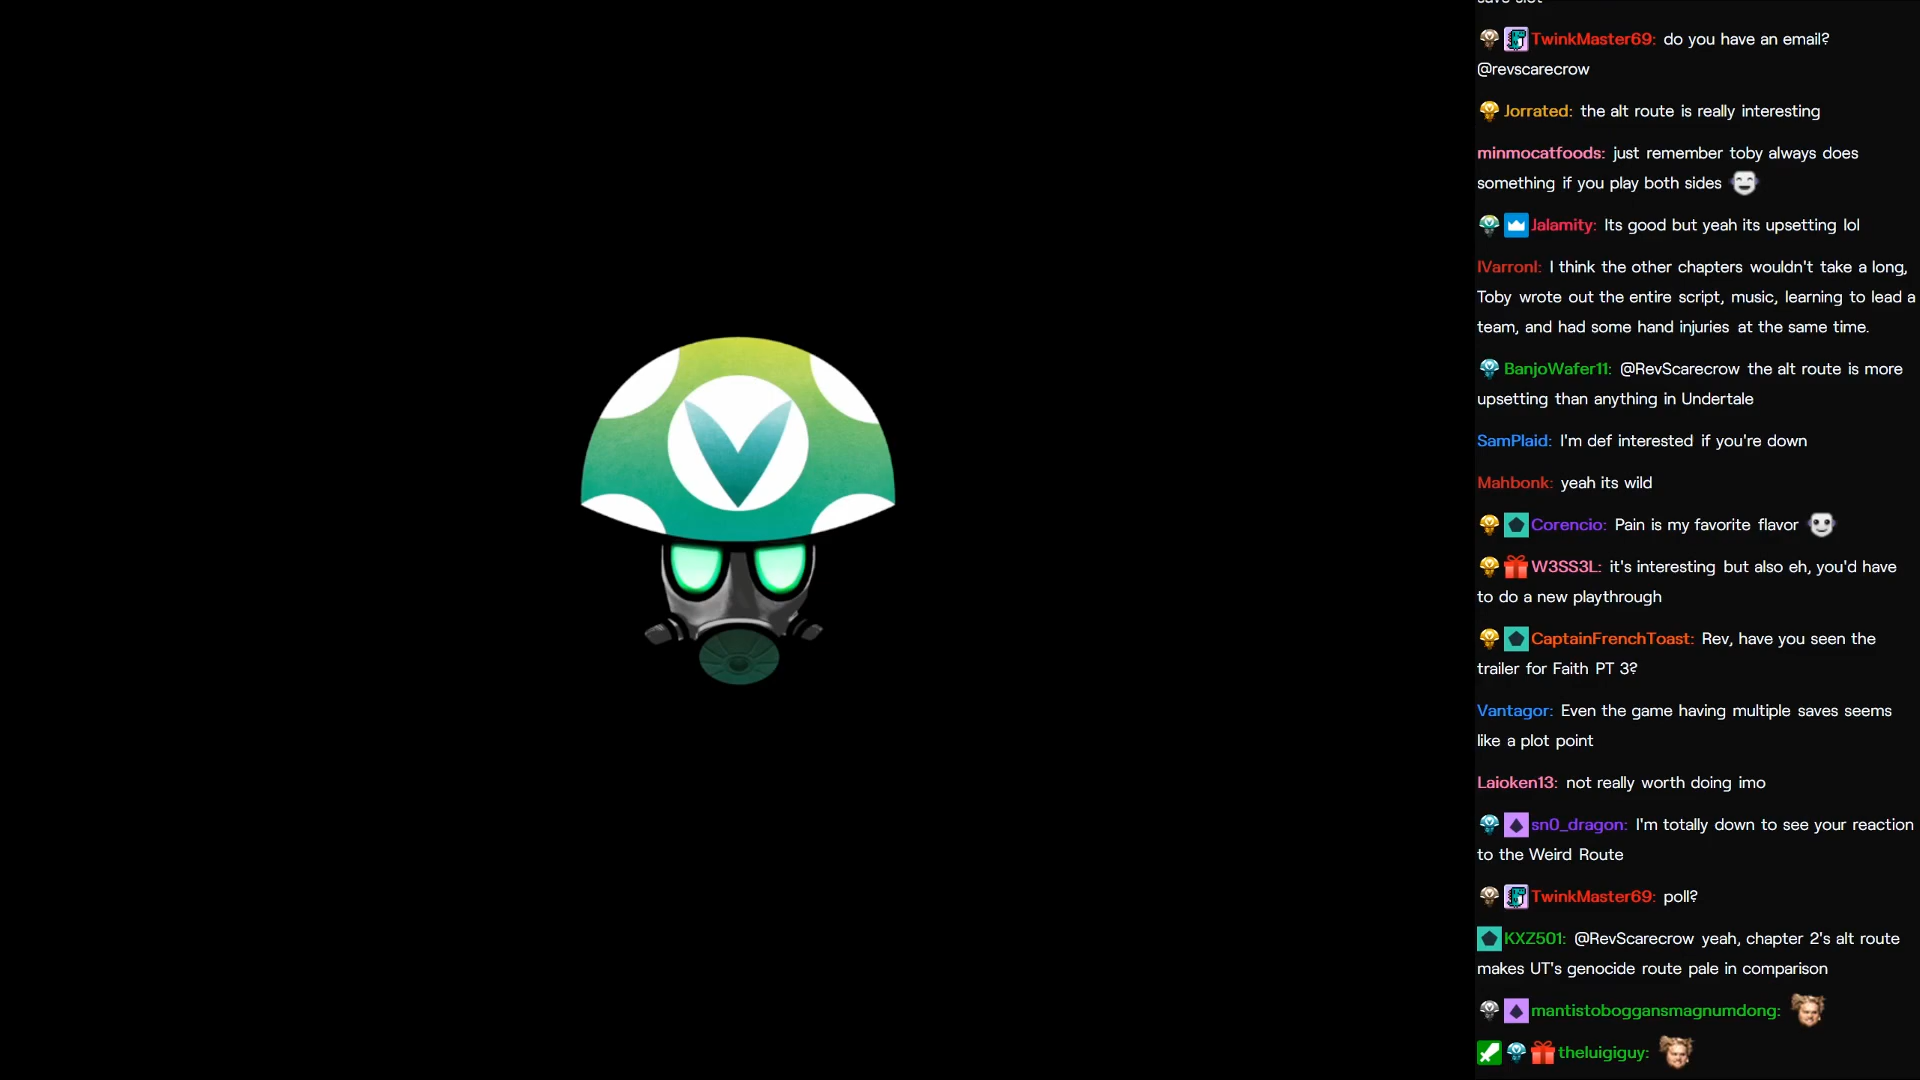 TwinkMaster69: do you have an email?
@revscarecrow
Jorrated: the alt route is really interesting
minmocatfoods: just remember toby always does
something if you play both sides
Jalamity: Its good but yeah its upsetting lol
IVarronI: I think the other chapters wouldn't take a long,
Toby wrote out the entire script, music, learning to lead a
team, and had some hand injuries at the same time.
BanjoWafer11: @RevScarecrow the alt route is more
upsetting than anything in Undertale
SamPlaid: I'm def interested if you're down
Mahbonk: yeah its wild
Corencio: Pain is my favorite flavor
W3SS3L: it's interesting but also eh, you'd have
to do a new playthrough
CaptainFrenchToast: Rev, have you seen the
trailer for Faith PT 3?
Vantagor: Even the game having multiple saves seems
like a plot point
Laioken13: not really worth doing imo
sn0_dragon: I'm totally down to see your reaction
to the Weird Route
TwinkMaster69: poll?
KXZ501: @RevScarecrow yeah, chapter 2's alt route
makes UT's genocide route pale in comparison
mantistoboggansmagnumdong:
theluigiguy: